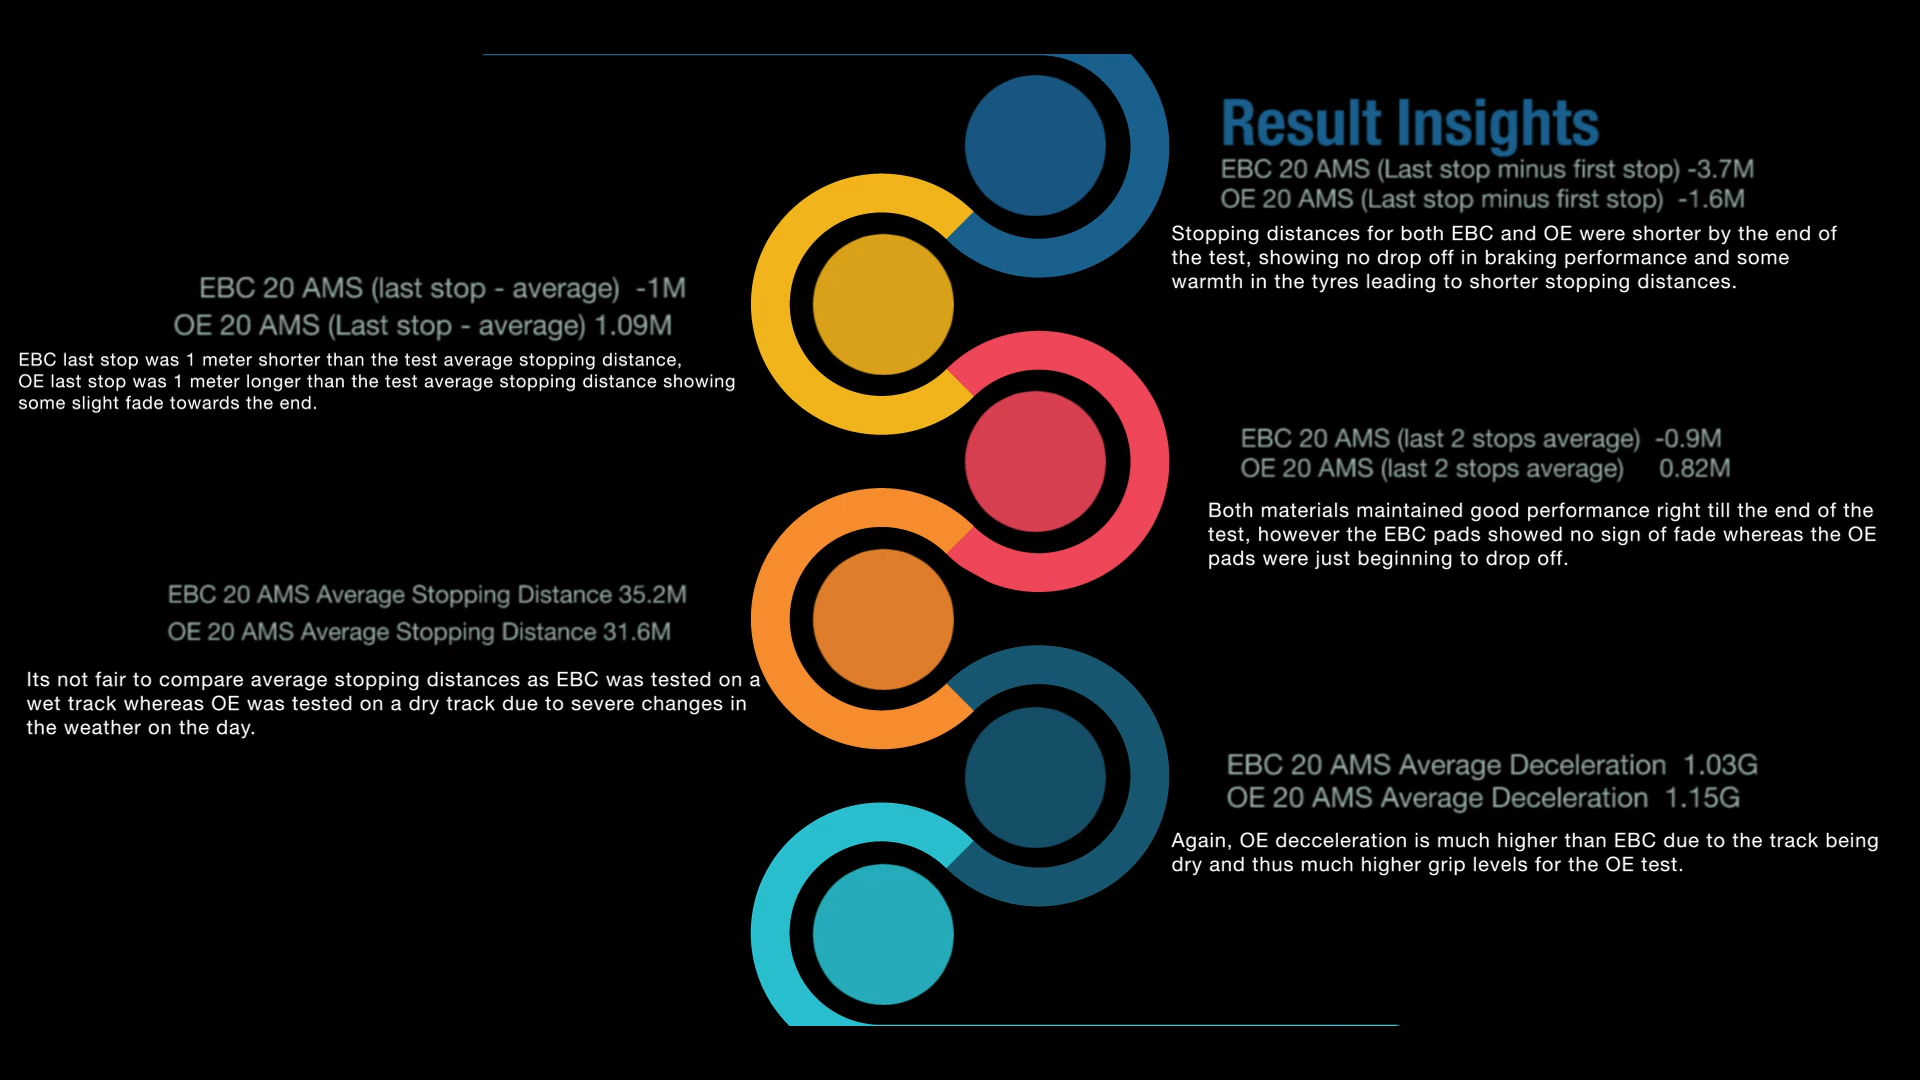 Result Insights
EBC 20 AMS (Last stop minus first stop) -3.7M
OE 20 AMS (Last stop minus first stop) -1.6M
Stopping distances for both EBC and OE were shorter by the end of
the test, showing no drop off in braking performance and some
warmth in the tyres leading to shorter stopping distances.
EBC 20 AMS (last stop - average) -1M
OE 20 AMS (Last stop - average) 1.09M
EBC last stop was 1 meter shorter than the test average stopping distance,
OE last stop was 1 meter longer than the test average stopping distance showing
some slight fade towards the end.
EBC 20 AMS (last 2 stops average) -0.9M
OE 20 AMS (last 2 stops average) 0.82M
Both materials maintained good performance right till the end of the
test, however the EBC pads showed no sign of fade whereas the OE
pads were just beginning to drop off.
EBC 20 AMS Average Stopping Distance 35.2M
OE 20 AMS Average Stopping Distance 31.6M
Its not fair to compare average stopping distances as EBC was tested on a
wet track whereas OE was tested on a dry track due to severe changes in
the weather on the day.
EBC 20 AMS Average Deceleration 1.03G
OE 20 AMS Average Deceleration 1.15G
Again, OE decceleration is much higher than EBC due to the track being
dry and thus much higher grip levels for the OE test.